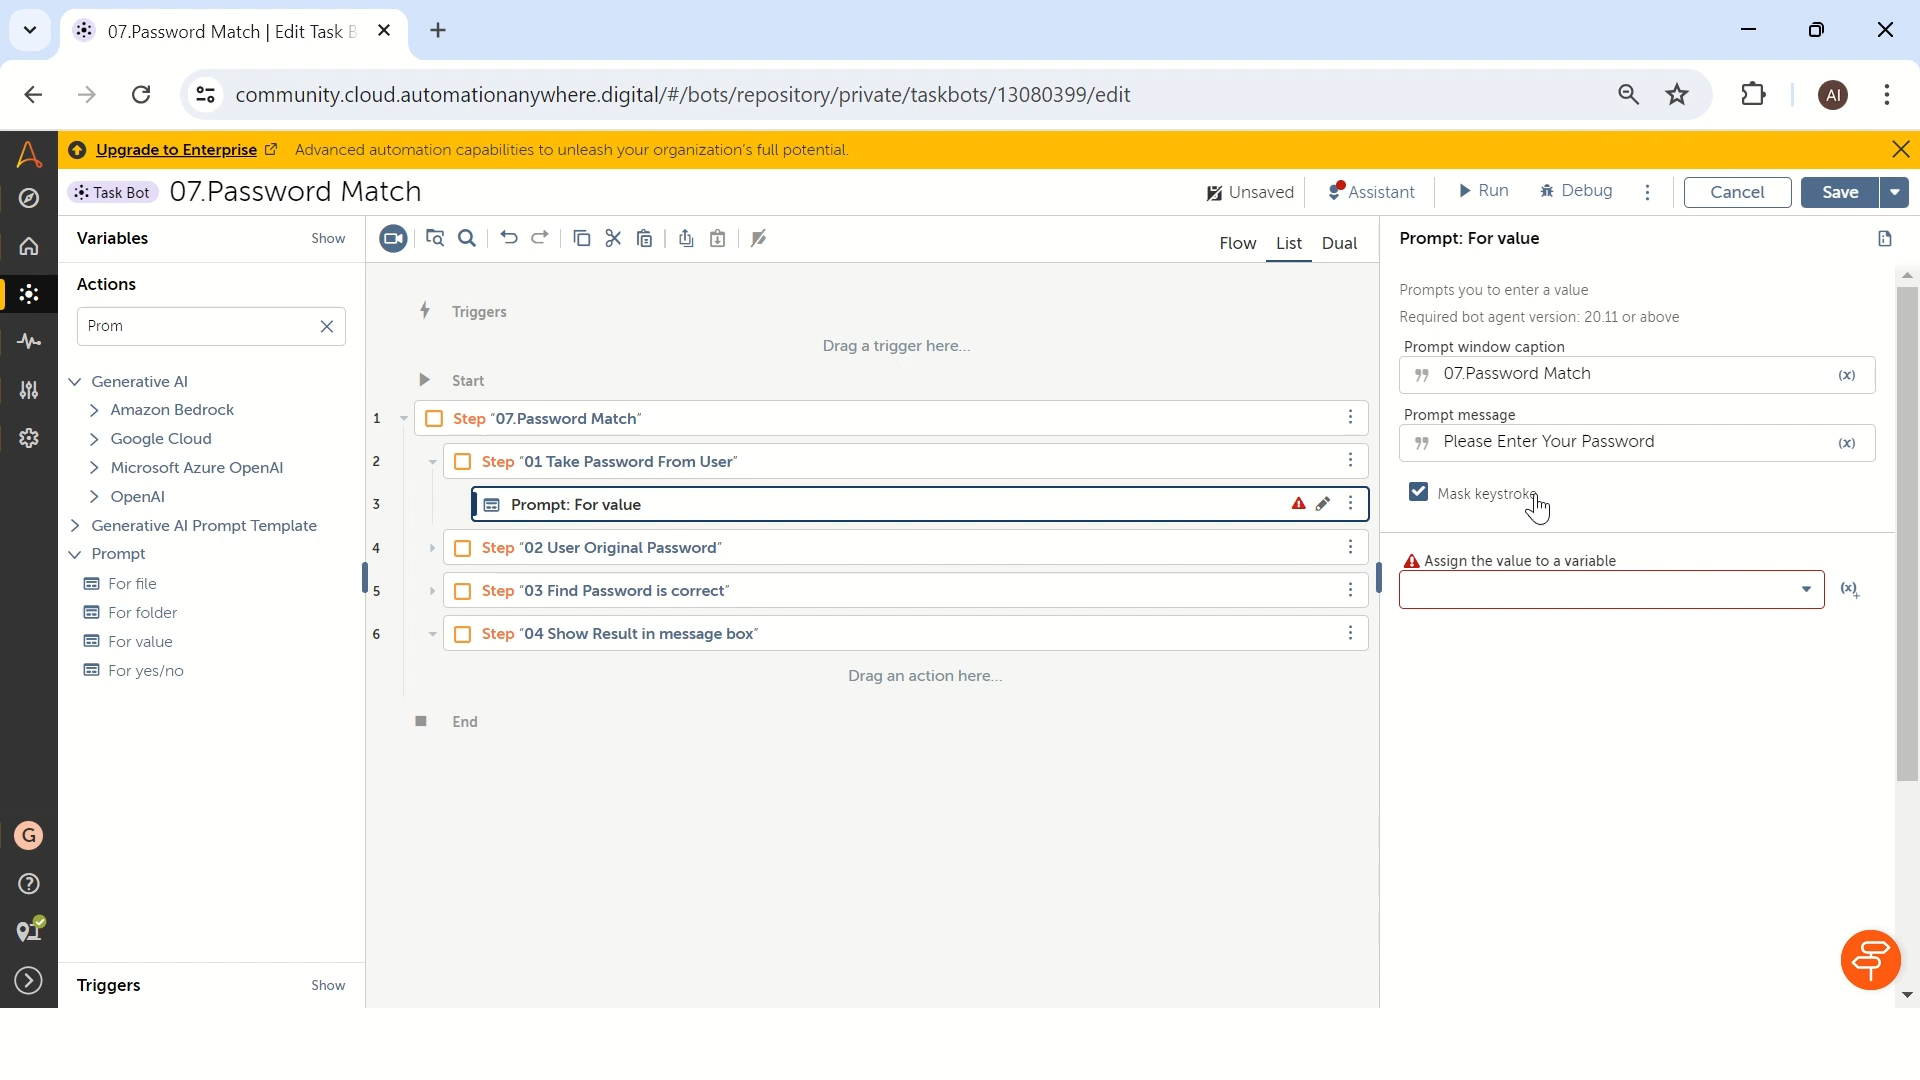 07.Password Match | Edit Task B
community.cloud.automationanywhere.digital/#/bots/repository/private/taskbots/13080399/edit
AI
Upgrade to Enterprise Advanced automation capabilities to unleash your organization's full potential.
Task Bot 07.Password Match
Unsaved Assistant Run Debug Cancel Save
Variables Show
Flow List Dual
Actions
Prom
Generative AI
Amazon Bedrock
Google Cloud
Microsoft Azure OpenAI
OpenAI
Generative AI Prompt Template
Prompt
For file
For folder
For value
For yes/no
Triggers Show
G
Triggers
Drag a trigger here...
Start
1 Step "07.Password Match"
2 Step "01 Take Password From User"
3 Prompt: For value
4 Step "02 User Original Password"
5 Step "03 Find Password is correct"
6 Step "04 Show Result in message box"
Drag an action here...
End
Prompt: For value
Prompts you to enter a value
Required bot agent version: 20.11 or above
Prompt window caption
07.Password Match (x)
Prompt message
Please Enter Your Password (x)
Mask keystroke
Assign the value to a variable
(x)+